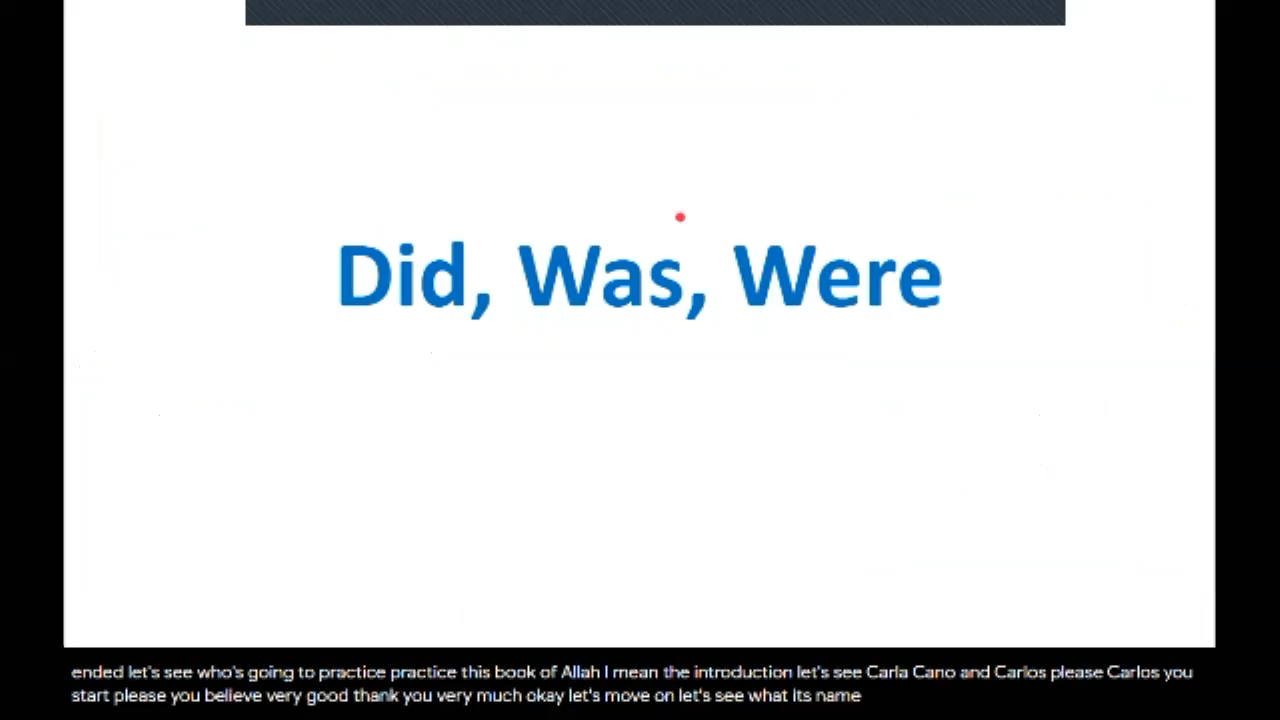 Did, Was, Were
ended let's see who's going to practice practice this book of Allah I mean the introduction let's see Carla Cano and Carlos please Carlos you
start please you believe very good thank you very much okay let's move on let's see what its name